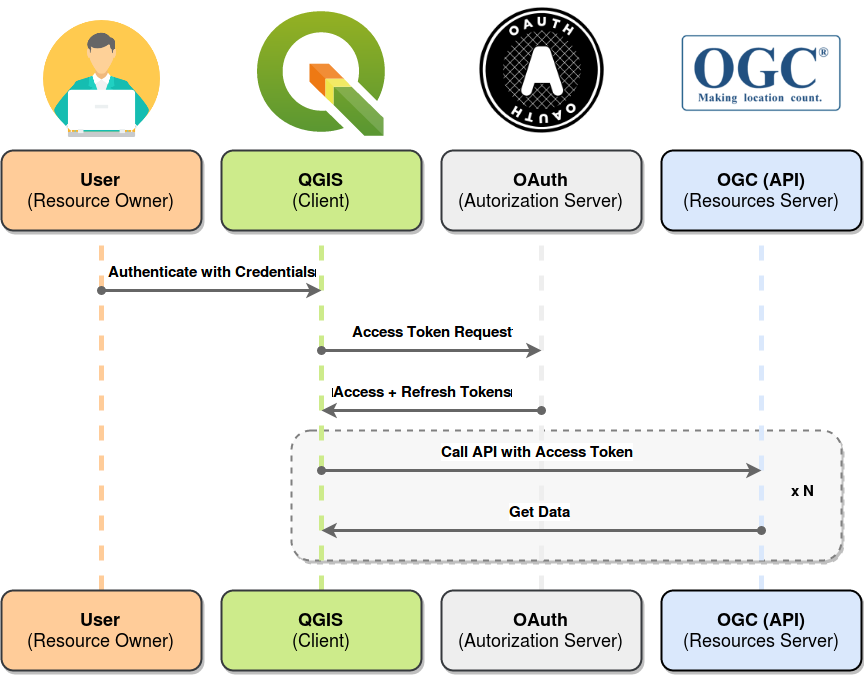 OAUTH
OAUTH
OGC®
Making location count.
User
(Resource Owner)
QGIS
(Client)
OAuth
(Autorization Server)
OGC (API)
(Resources Server)
Authenticate with Credentials
Access Token Request
Access + Refresh Tokens
Call API with Access Token
x N
Get Data
User
(Resource Owner)
QGIS
(Client)
OAuth
(Autorization Server)
OGC (API)
(Resources Server)